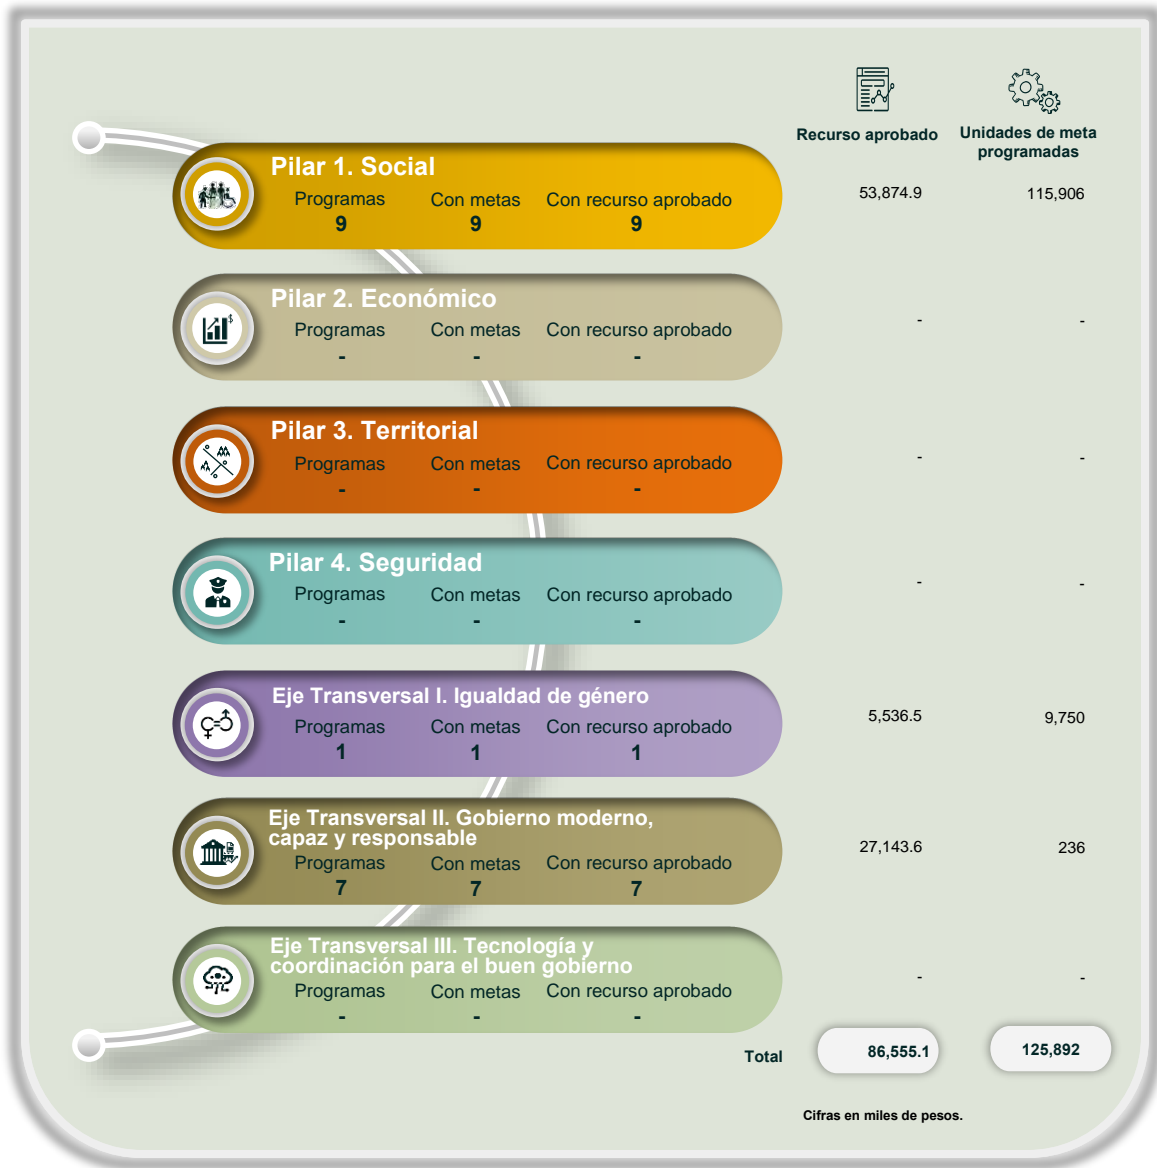 Recurso aprobado
Unidades de meta
programadas
Pilar 1. Social
Programas Con metas Con recurso aprobado
9 9 9
53,874.9 115,906
Pilar 2. Económico
Programas Con metas Con recurso aprobado
- - -
- -
Pilar 3. Territorial
Programas Con metas Con recurso aprobado
- - -
- -
Pilar 4. Seguridad
Programas Con metas Con recurso aprobado
- - -
- -
Eje Transversal I. Igualdad de género
Programas Con metas Con recurso aprobado
1 1 1
5,536.5 9,750
Eje Transversal II. Gobierno moderno,
capaz y responsable
Programas Con metas Con recurso aprobado
7 7 7
27,143.6 236
Eje Transversal III. Tecnología y
coordinación para el buen gobierno
Programas Con metas Con recurso aprobado
- - -
- -
Total 86,555.1 125,892
Cifras en miles de pesos.